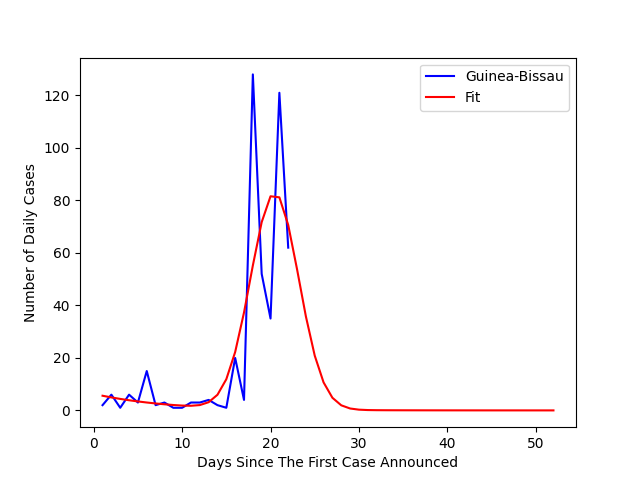 Guinea-Bissau
Fit
120
100
80
60
40
20
0
Number of Daily Cases
0 10 20 30 40 50
Days Since The First Case Announced